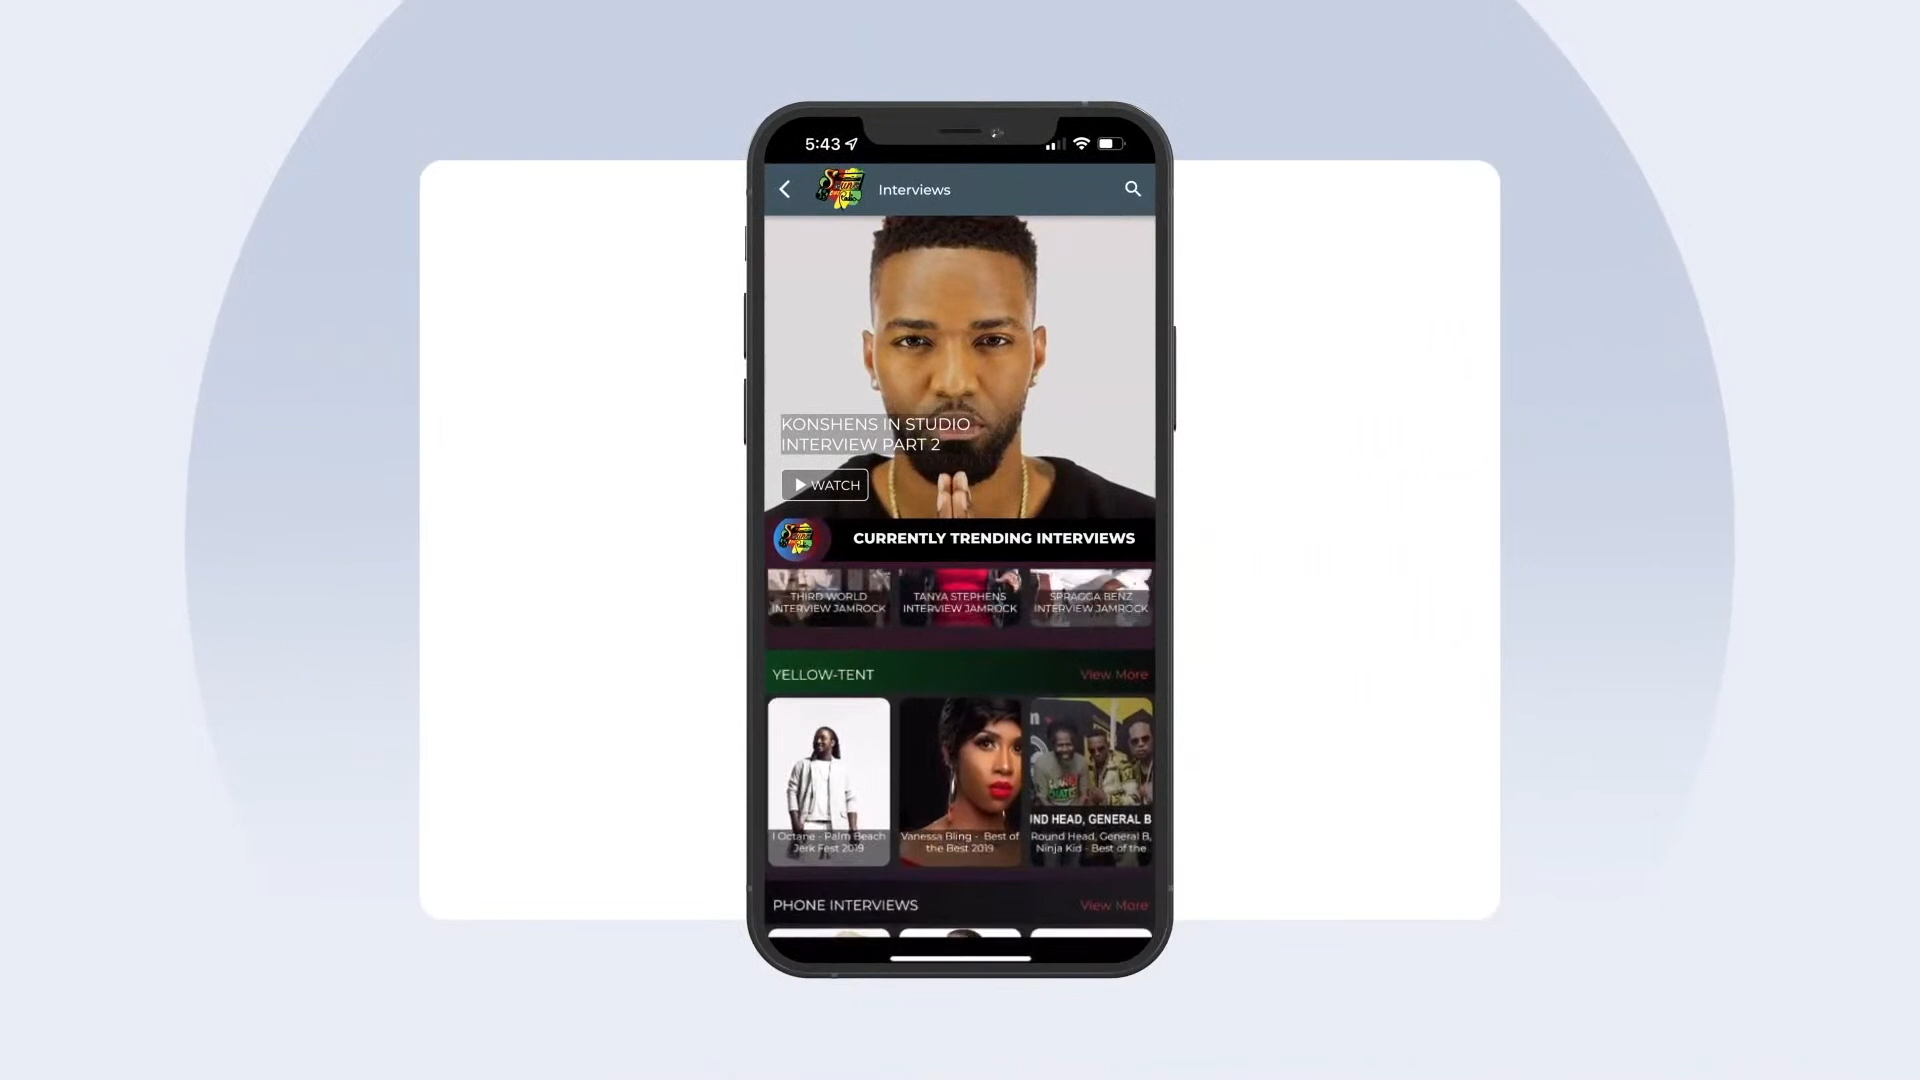 5:43
Interviews
KONSHENS IN STUDIO
INTERVIEW PART 2
WATCH
CURRENTLY TRENDING INTERVIEWS
THIRD WORLD
INTERVIEW JAMROCK
TANYA STEPHENS
INTERVIEW JAMROCK
SPRAGGA BENZ
INTERVIEW JAMROCK
YELLOW-TENT
View More
I Octane - Palm Beach
Jerk Fest 2019
Vanessa Bling - Best of
the Best 2019
JND HEAD, GENERAL B
Round Head, General B,
Ninja Kid - Best of the
PHONE INTERVIEWS
View More